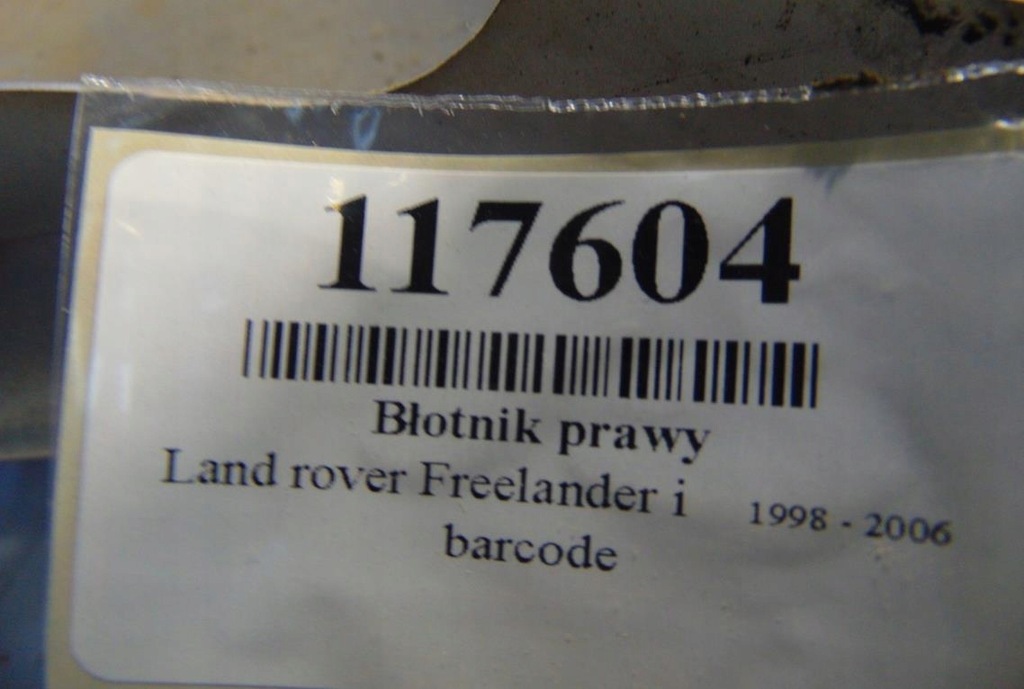 117604
Błotnik prawy
Land rover Freelander i 1998 - 2006
barcode